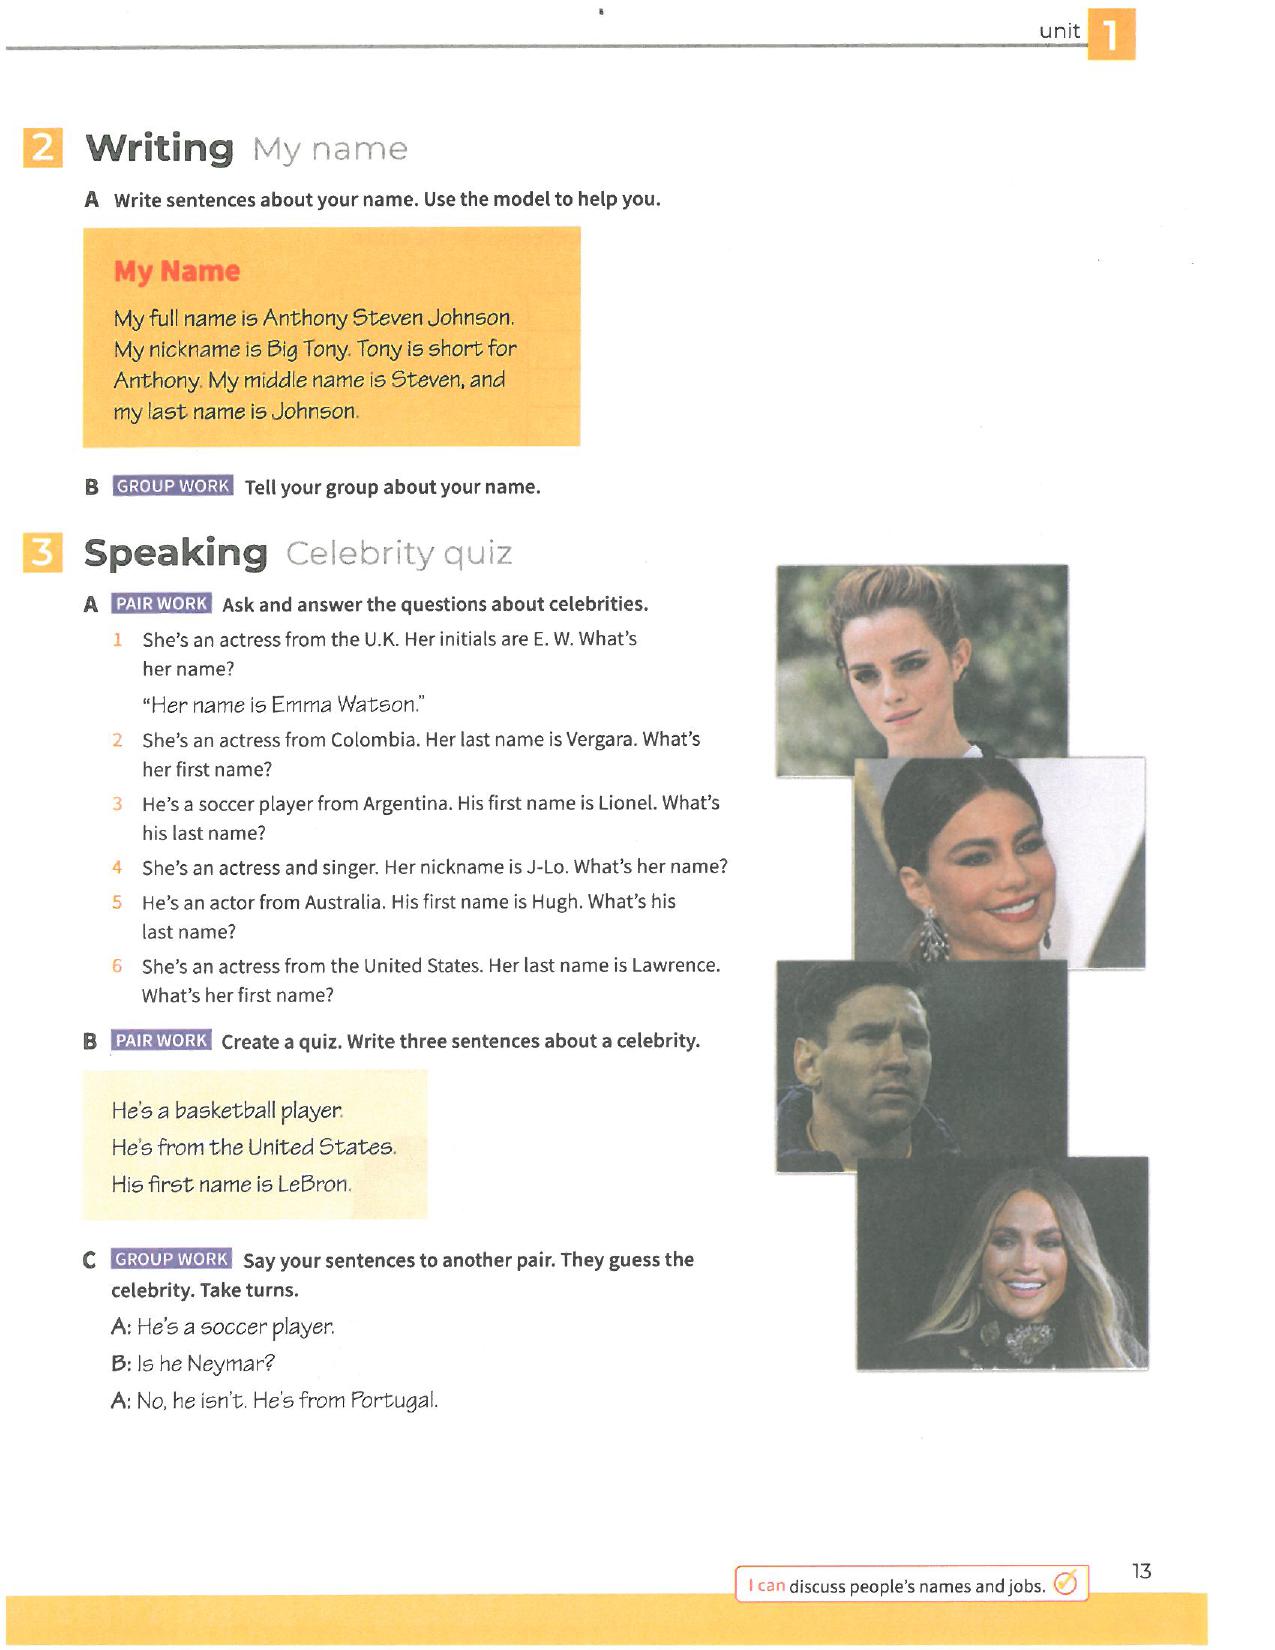 unit 1
2 Writing My name
A Write sentences about your name. Use the model to help you.
My Name
My full name is Anthony Steven Johnson.
My nickname is Big Tony. Tony is short for
Anthony. My middle name is Steven, and
my last name is Johnson.
B GROUP WORK Tell your group about your name.
3 Speaking Celebrity quiz
A PAIR WORK Ask and answer the questions about celebrities.
1 She's an actress from the U.K. Her initials are E. W. What's
her name?
"Her name is Emma Watson."
2 She's an actress from Colombia. Her last name is Vergara. What's
her first name?
3 He's a soccer player from Argentina. His first name is Lionel. What's
his last name?
4 She's an actress and singer. Her nickname is J-Lo. What's her name?
5 He's an actor from Australia. His first name is Hugh. What's his
last name?
6 She's an actress from the United States. Her last name is Lawrence.
What's her first name?
B PAIR WORK Create a quiz. Write three sentences about a celebrity.
He's a basketball player.
He's from the United States.
His first name is LeBron.
C GROUP WORK Say your sentences to another pair. They guess the
celebrity. Take turns.
A: He's a soccer player.
B: Is he Neymar?
A: No, he isn't. He's from Portugal.
I can discuss people's names and jobs.
13